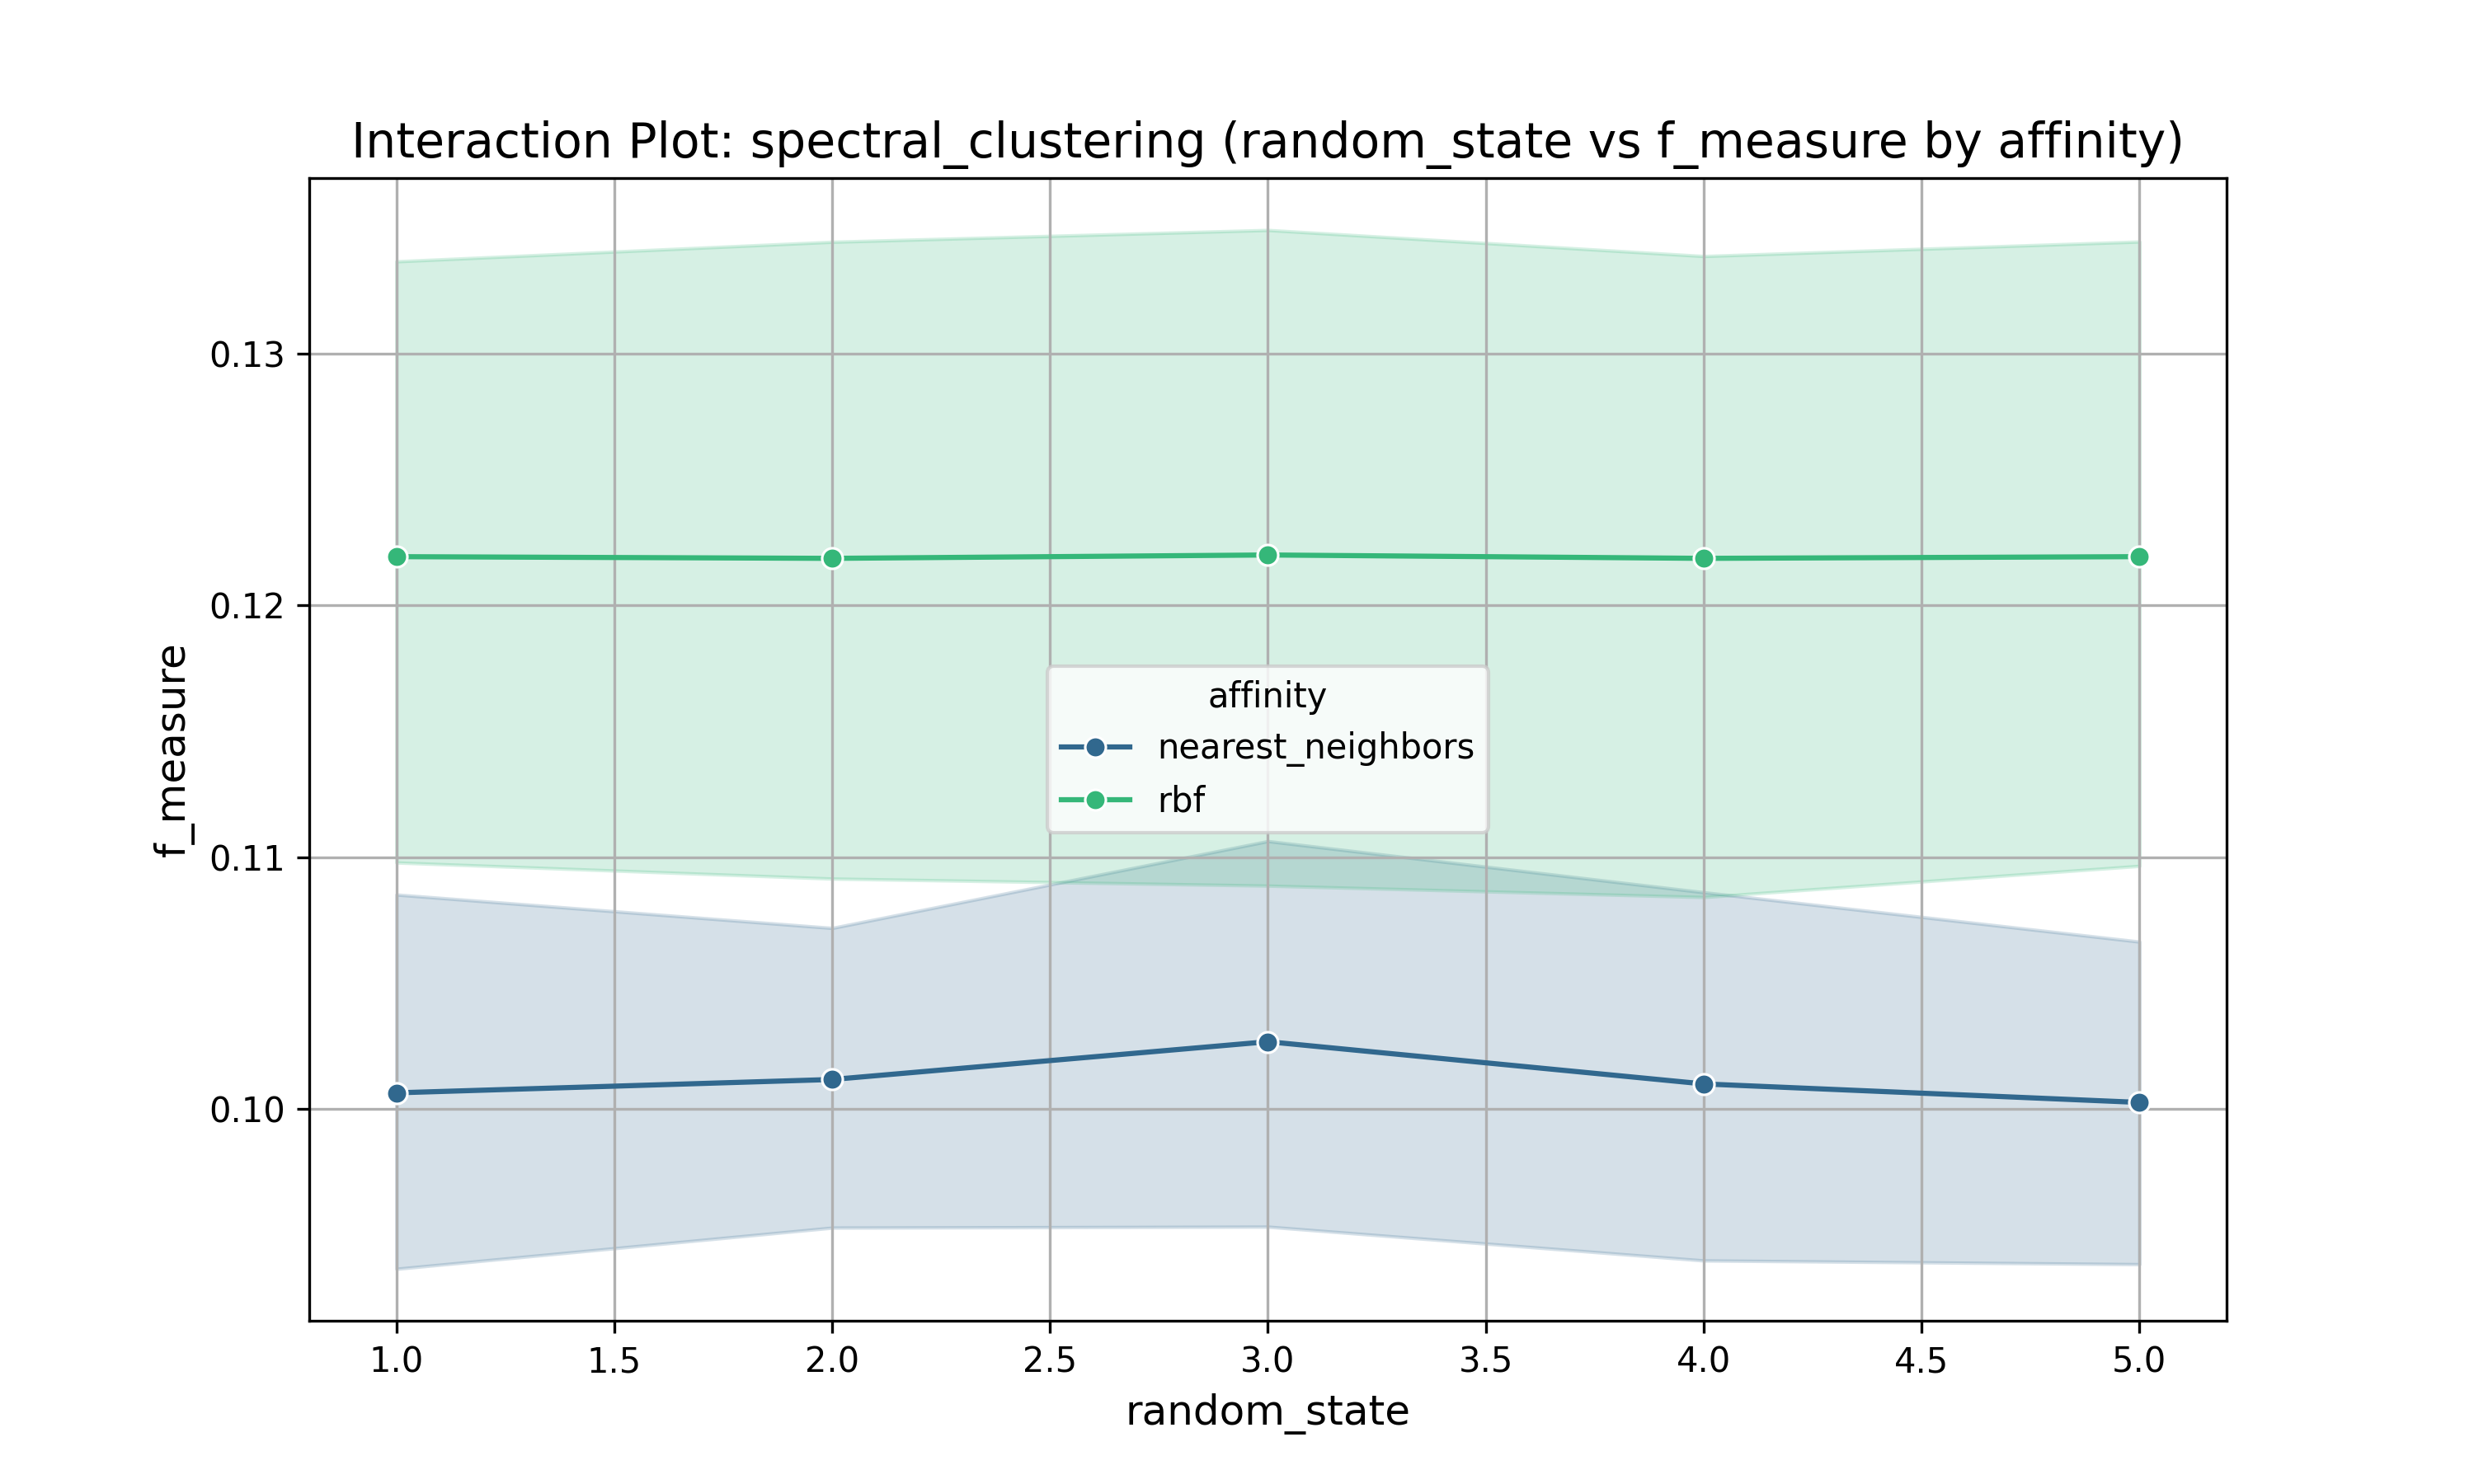 Interaction Plot: spectral_clustering (random_state vs f_measure by affinity)
f_measure
0.13
0.12
0.11
0.10
affinity
nearest_neighbors
rbf
1.0 1.5 2.0 2.5 3.0 3.5 4.0 4.5 5.0
random_state